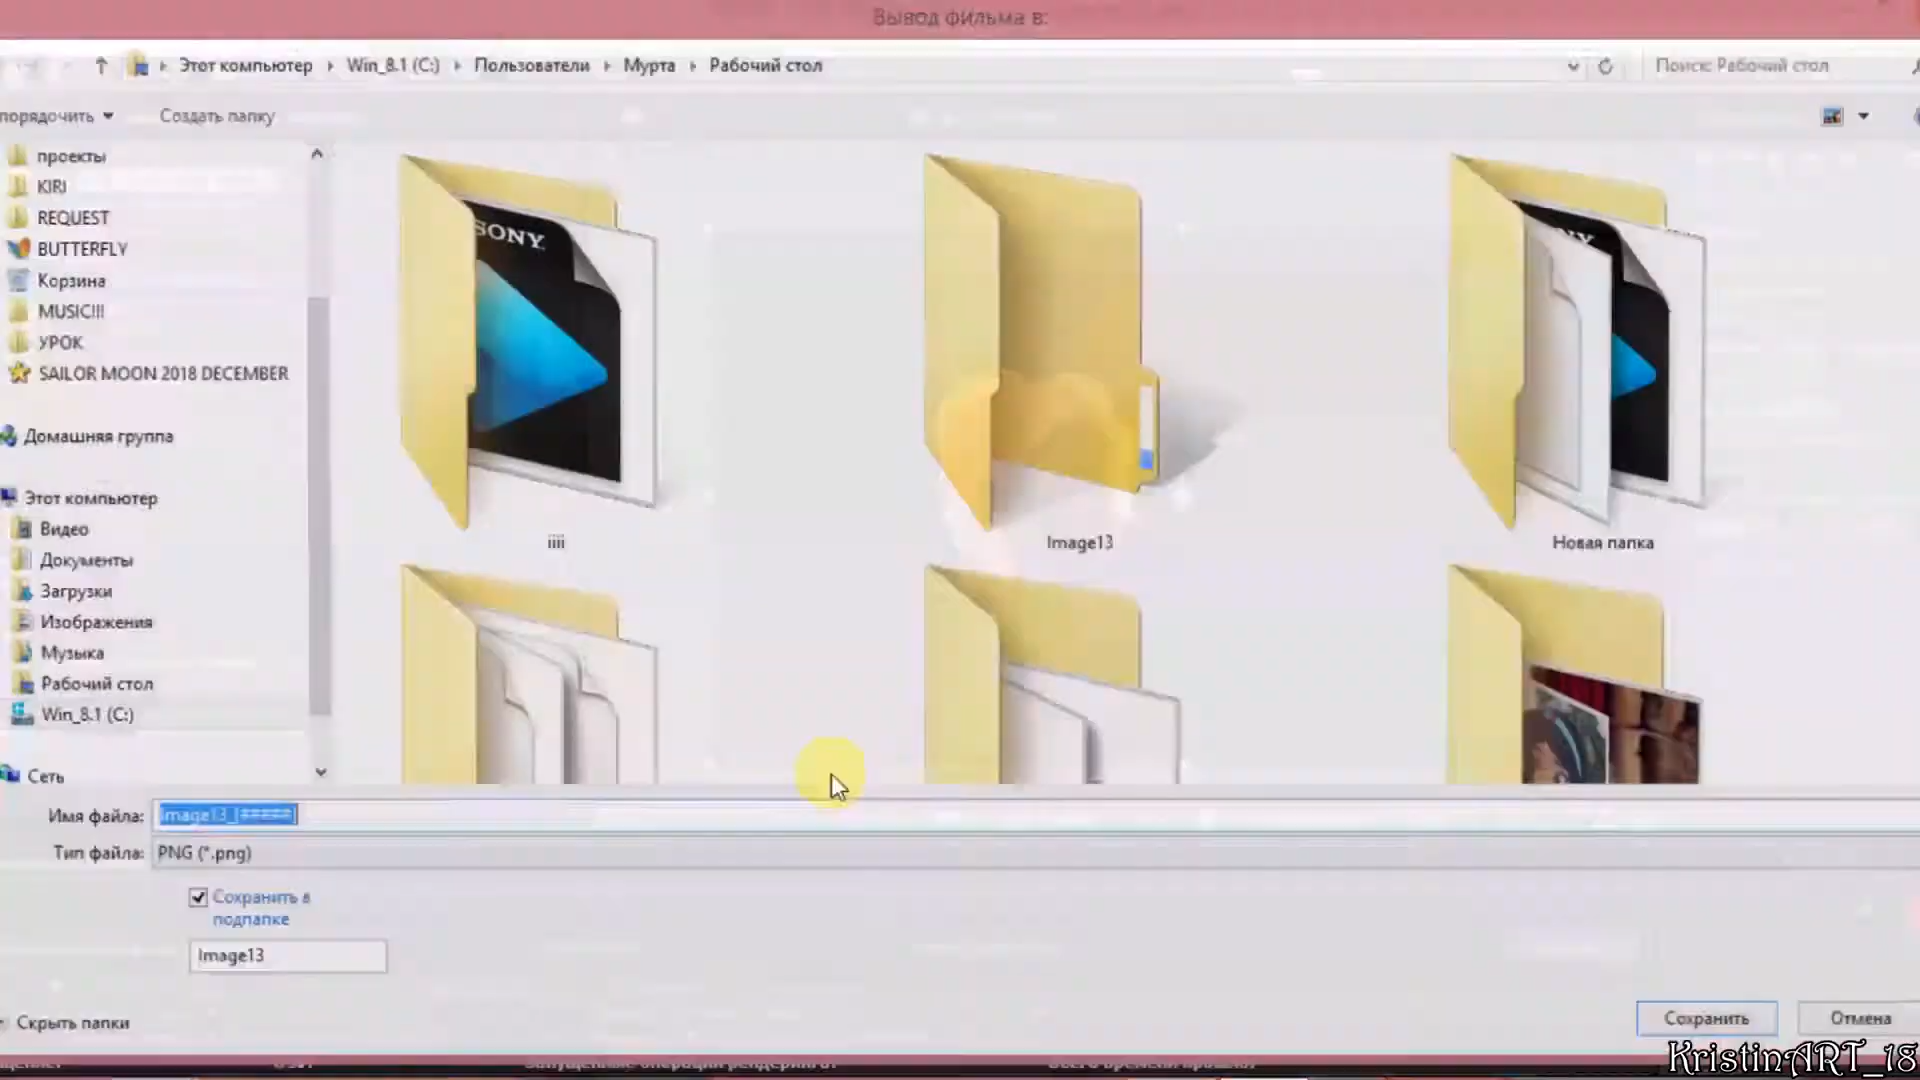 Вывод фильма в:
Этот компьютер Win_8.1 (C:) Пользователи Мурта Рабочий стол
Поиск: Рабочий стол
порядочить Создать папку
проекты
KIRI
REQUEST
BUTTERFLY
Корзина
MUSIC!!!
УРОК
SAILOR MOON 2018 DECEMBER
Домашняя группа
Этот компьютер
Видео
Документы
Загрузки
Изображения
Музыка
Рабочий стол
Win_8.1 (C:)
Сеть
SONY
iiii
Image13
Новая папка
Имя файла: Image13_[#####]
Тип файла: PNG (*.png)
Сохранить в
подпапке
Image13
Скрыть папки
Сохранить Отмена
KristinART_18